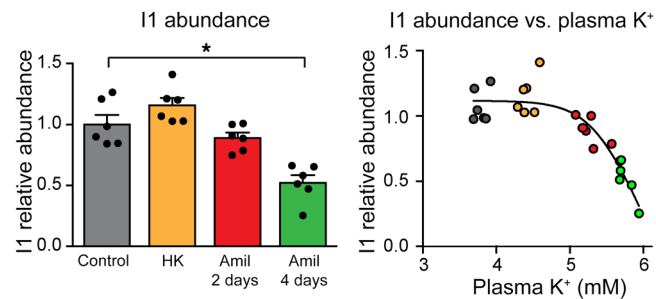 I1 abundance
*
I1 relative abundance
1.5
1.0
0.5
0.0
Control
HK
Amil
2 days
Amil
4 days
I1 abundance vs. plasma K⁺
I1 relative abundance
1.5
1.0
0.5
0.0
3
4
5
6
Plasma K⁺ (mM)